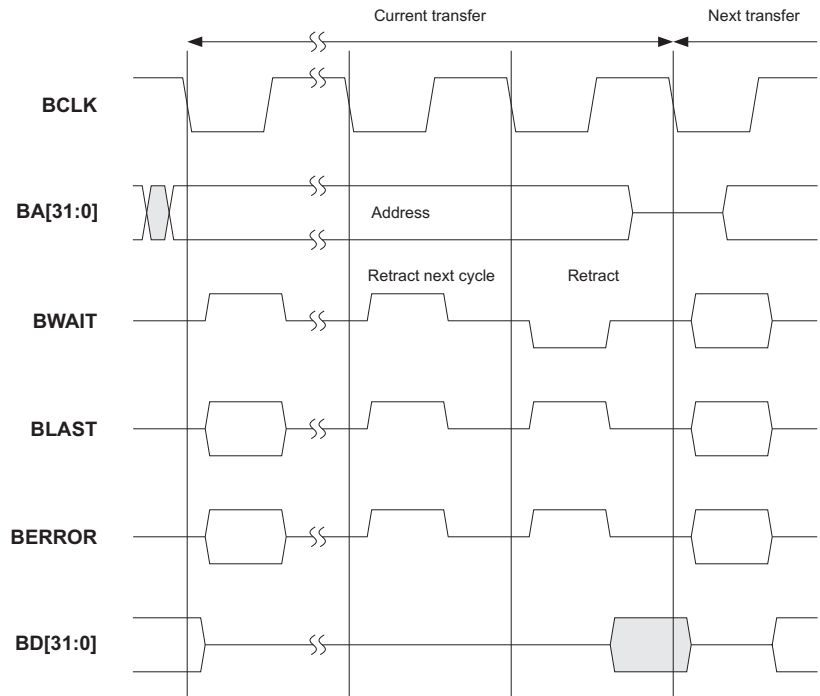 Current transfer
Next transfer
BCLK
BA[31:0]
Address
Retract next cycle
Retract
BWAIT
BLAST
BERROR
BD[31:0]